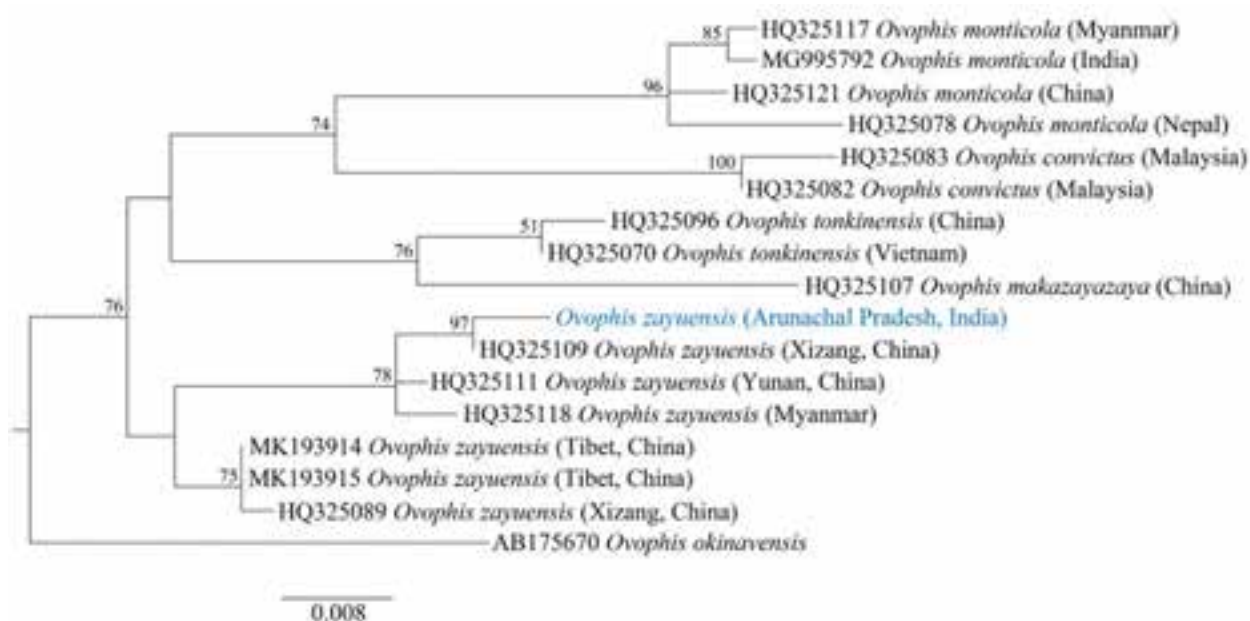 85
HQ325117 Ovophis monticola (Myanmar)
MG995792 Ovophis monticola (India)
96
HQ325121 Ovophis monticola (China)
74
HQ325078 Ovophis monticola (Nepal)
100
HQ325083 Ovophis convictus (Malaysia)
HQ325082 Ovophis convictus (Malaysia)
51
HQ325096 Ovophis tonkinensis (China)
76
HQ325070 Ovophis tonkinensis (Vietnam)
HQ325107 Ovophis makazayazaya (China)
76
97
Ovophis zayuensis (Arunachal Pradesh, India)
HQ325109 Ovophis zayuensis (Xizang, China)
78
HQ325111 Ovophis zayuensis (Yunan, China)
HQ325118 Ovophis zayuensis (Myanmar)
MK193914 Ovophis zayuensis (Tibet, China)
75
MK193915 Ovophis zayuensis (Tibet, China)
HQ325089 Ovophis zayuensis (Xizang, China)
AB175670 Ovophis okinavensis
0.008